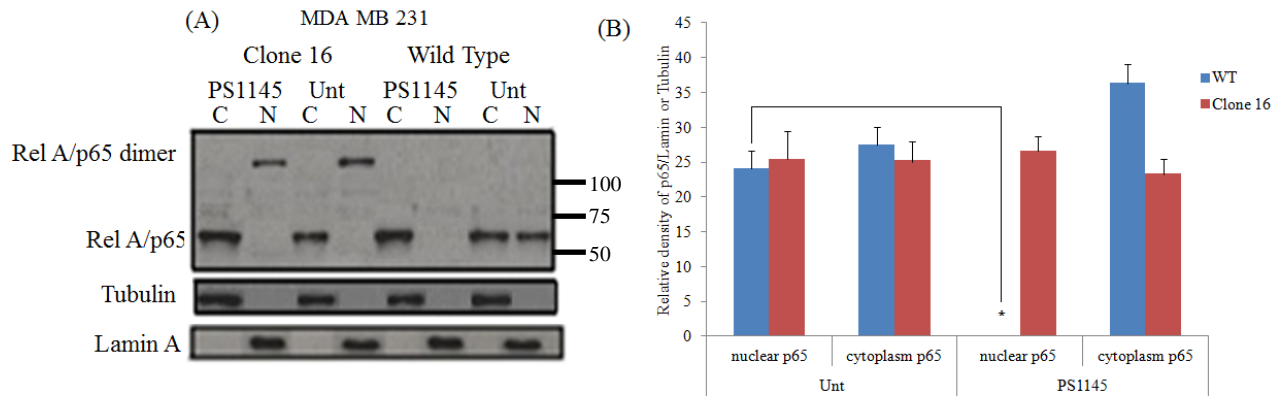 (A)
MDA MB 231
Clone 16 Wild Type
PS1145 Unt PS1145 Unt
C N C N C N C N
Rel A/p65 dimer
100
75
Rel A/p65
50
Tubulin
Lamin A
(B)
Relative density of p65/Lamin or Tubulin
45
40
35
30
25
20
15
10
5
0
*
WT
Clone 16
nuclear p65 cytoplasm p65 nuclear p65 cytoplasm p65
Unt PS1145